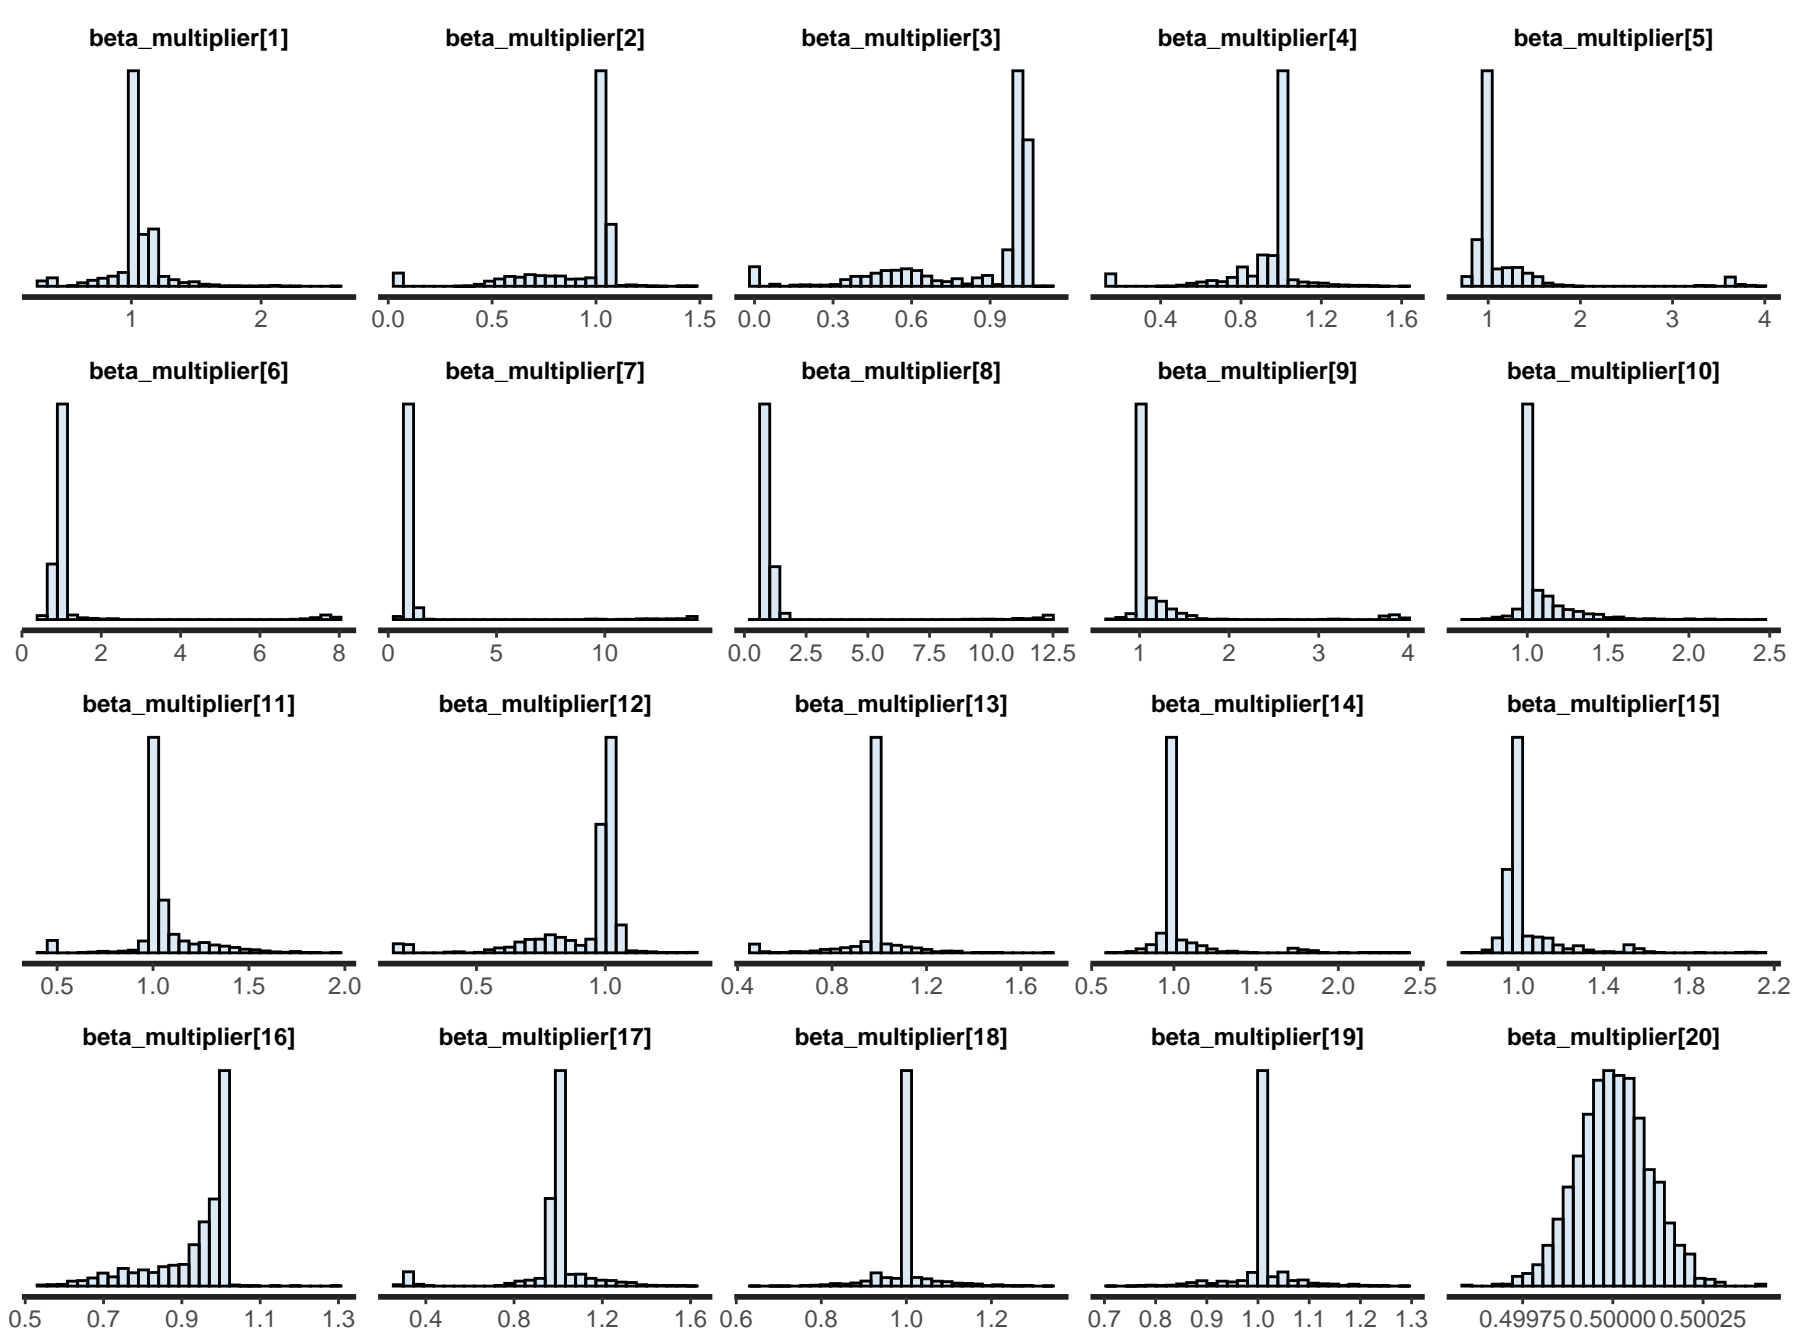 beta_multiplier[1] beta_multiplier[2] beta_multiplier[3] beta_multiplier[4] beta_multiplier[5]
1 2 0.0 0.5 1.0 1.5 0.0 0.3 0.6 0.9 0.4 0.8 1.2 1.6 1 2 3 4
beta_multiplier[6] beta_multiplier[7] beta_multiplier[8] beta_multiplier[9] beta_multiplier[10]
0 2 4 6 8 0 5 10 0.0 2.5 5.0 7.5 10.0 12.5 1 2 3 4 1.0 1.5 2.0 2.5
beta_multiplier[11] beta_multiplier[12] beta_multiplier[13] beta_multiplier[14] beta_multiplier[15]
0.5 1.0 1.5 2.0 0.5 1.0 0.4 0.8 1.2 1.6 0.5 1.0 1.5 2.0 2.5 1.0 1.4 1.8 2.2
beta_multiplier[16] beta_multiplier[17] beta_multiplier[18] beta_multiplier[19] beta_multiplier[20]
0.5 0.7 0.9 1.1 1.3 0.4 0.8 1.2 1.6 0.6 0.8 1.0 1.2 0.7 0.8 0.9 1.0 1.1 1.2 1.3 0.49975 0.50000 0.50025